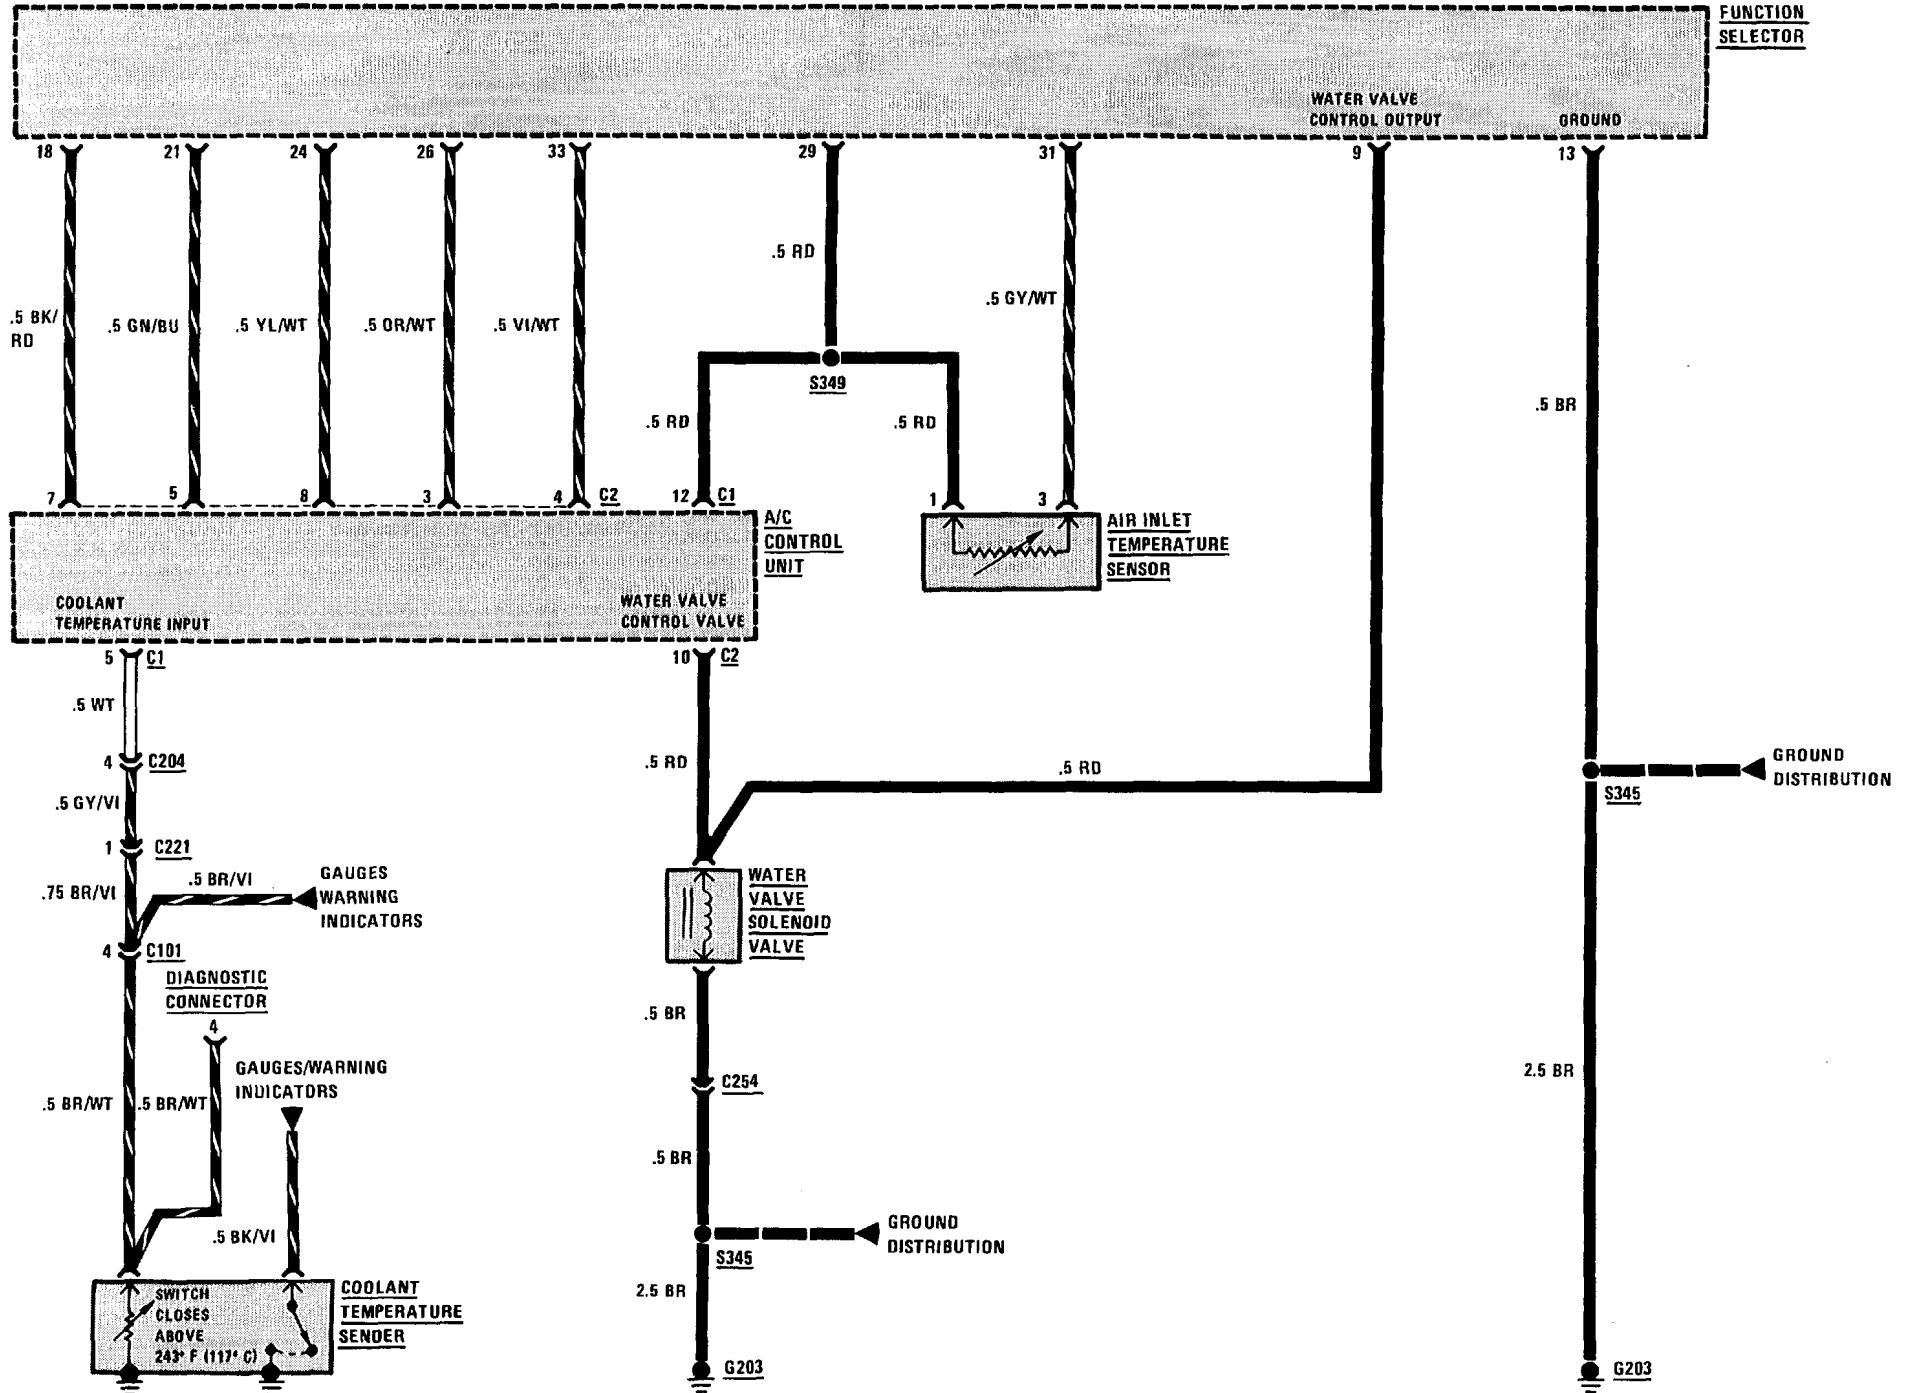 FUNCTION
SELECTOR
WATER VALVE
CONTROL OUTPUT
GROUND
18
21
24
26
33
29
31
9
13
.5 RD
.5 GY/WT
.5 BK/
RD
.5 GN/BU
.5 YL/WT
.5 OR/WT
.5 VI/WT
S349
.5 RD
.5 RD
.5 BR
7
5
8
3
4
C2
12
C1
1
3
A/C
CONTROL
UNIT
AIR INLET
TEMPERATURE
SENSOR
COOLANT
TEMPERATURE INPUT
WATER VALVE
CONTROL VALVE
5
C1
10
C2
.5 WT
4
C204
.5 RD
.5 RD
GROUND
DISTRIBUTION
S345
.5 GY/VI
1
C221
.75 BR/VI
.5 BR/VI
GAUGES
WARNING
INDICATORS
WATER
VALVE
SOLENOID
VALVE
4
C101
DIAGNOSTIC
CONNECTOR
4
.5 BR
GAUGES/WARNING
INDICATORS
C254
2.5 BR
.5 BR/WT
.5 BR/WT
.5 BR
.5 BK/VI
GROUND
DISTRIBUTION
S345
2.5 BR
SWITCH
CLOSES
ABOVE
243° F (117° C)
COOLANT
TEMPERATURE
SENDER
G203
G203